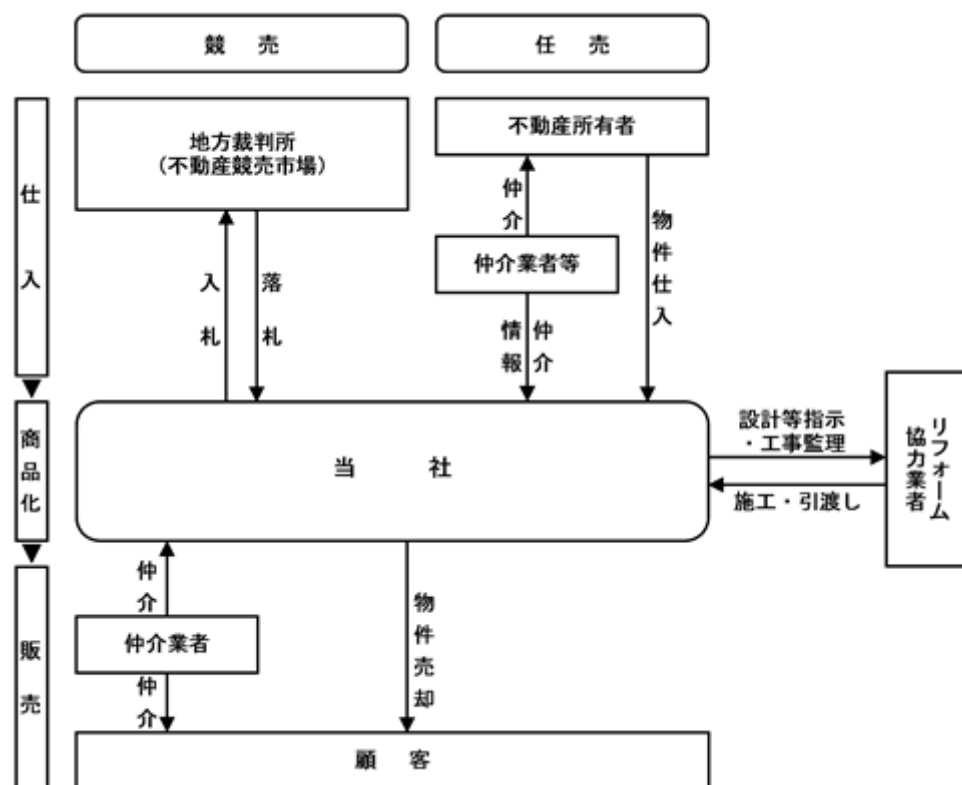 競売
任売
仕入
地方裁判所
(不動産競売市場)
不動産所有者
仲介
仲介業者等
物件仕入
入札
落札
情報
仲介
商品化
当社
設計等指示
・工事監理
施工・引渡し
リフォーム
協力業者
販売
仲介
仲介業者
仲介
物件売却
顧客